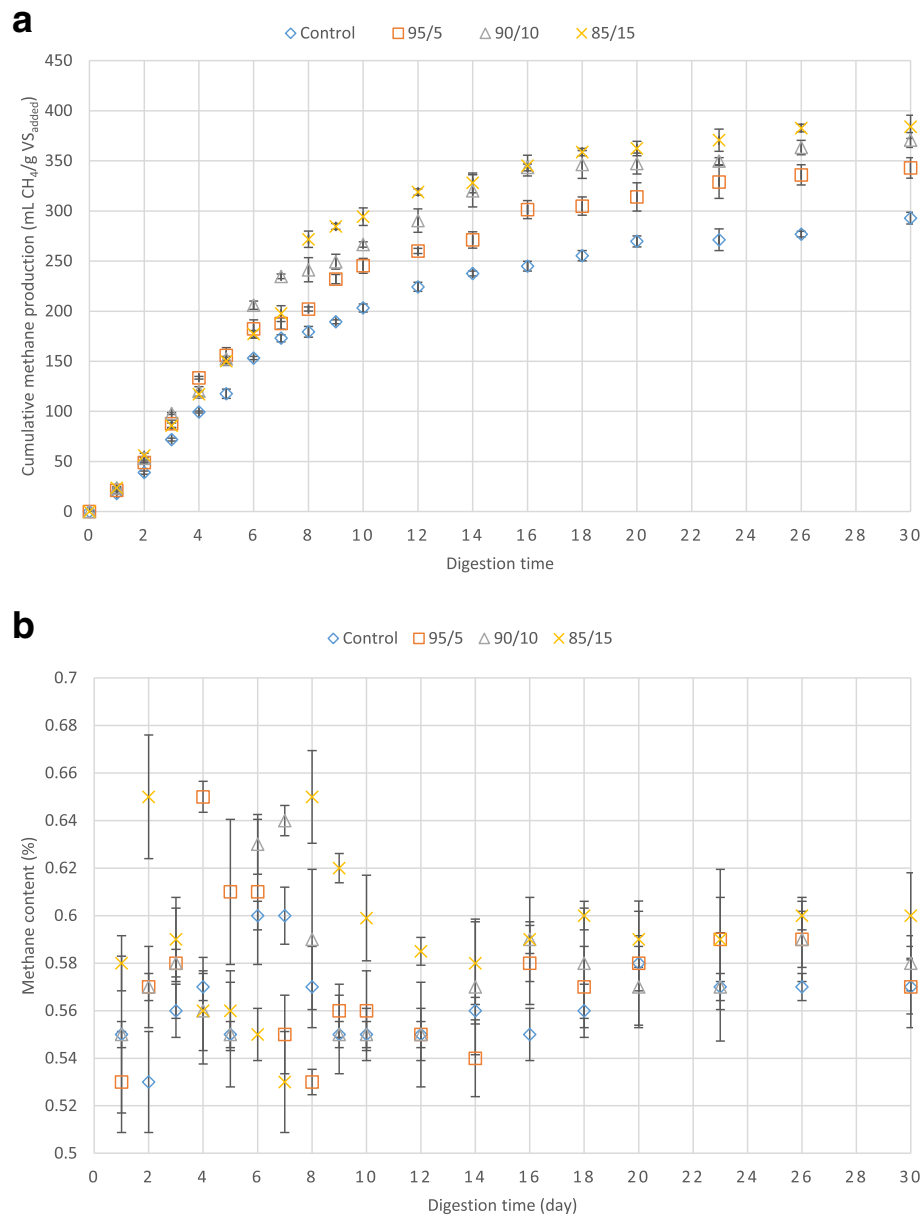 a
Control 95/5 90/10 85/15
450
400
350
300
250
200
150
100
50
0
Cumulative methane production (mL CH4/g VSadded)
0 2 4 6 8 10 12 14 16 18 20 22 24 26 28 30
Digestion time
b
Control 95/5 90/10 85/15
0.7
0.68
0.66
0.64
0.62
0.6
0.58
0.56
0.54
0.52
0.5
Methane content (%)
0 2 4 6 8 10 12 14 16 18 20 22 24 26 28 30
Digestion time (day)